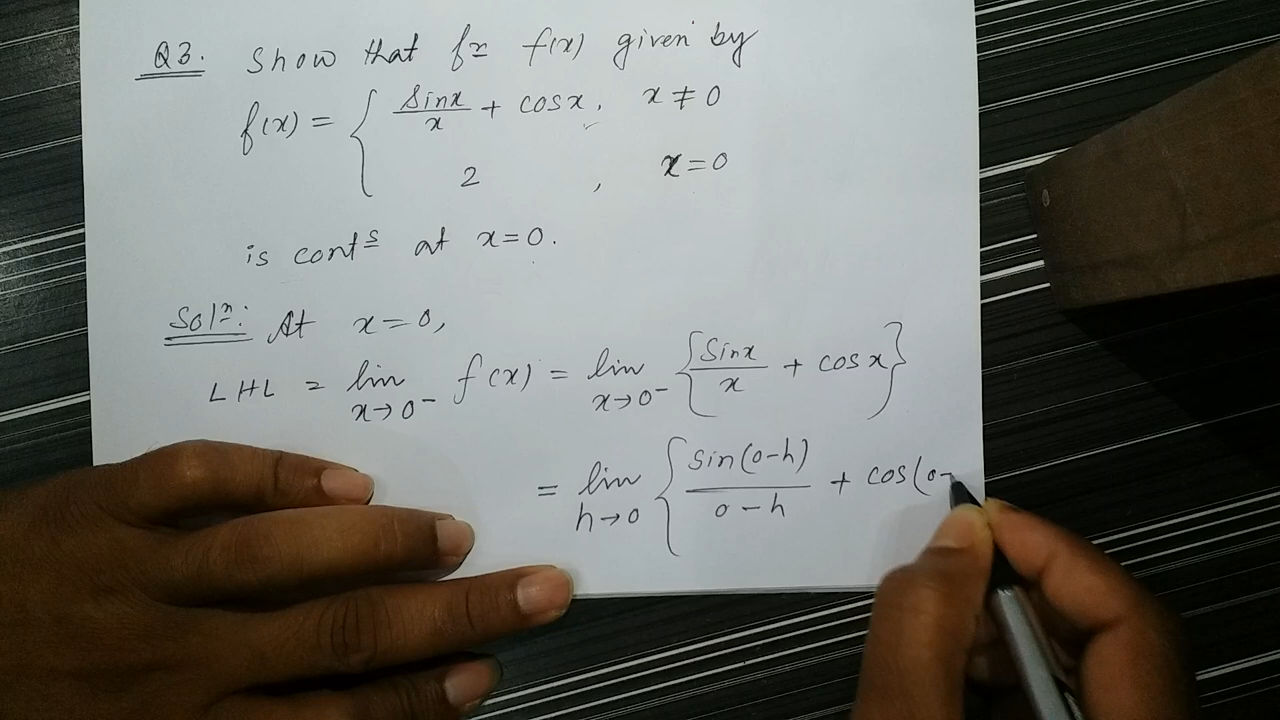 Q3. Show that fn f(x) given by
f(x) = { sinx/x + cosx, x ≠ 0
2 , x=0
is conts at x=0.
Soln: At x=0,
LHL = lim x→0⁻ f(x) = lim x→0⁻ {sinx/x + cosx}
= lim h→0 {sin(0-h)/0-h + cos(0-